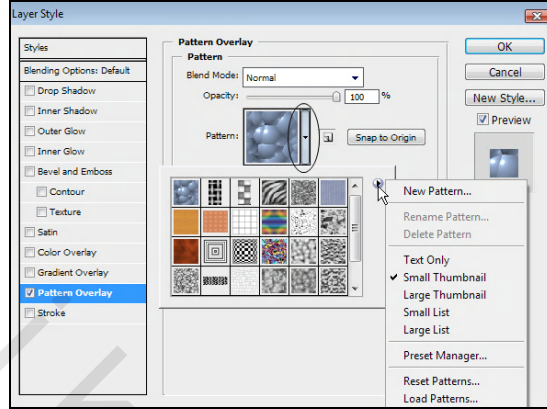 Layer Style
Styles
Blending Options: Default
Drop Shadow
Inner Shadow
Outer Glow
Inner Glow
Bevel and Emboss
Contour
Texture
Satin
Color Overlay
Gradient Overlay
Pattern Overlay
Stroke
Pattern Overlay
Pattern
Blend Mode: Normal
Opacity: 100 %
Pattern:
Snap to Origin
OK
Cancel
New Style...
Preview
New Pattern...
Rename Pattern...
Delete Pattern
Text Only
Small Thumbnail
Large Thumbnail
Small List
Large List
Preset Manager...
Reset Patterns...
Load Patterns...